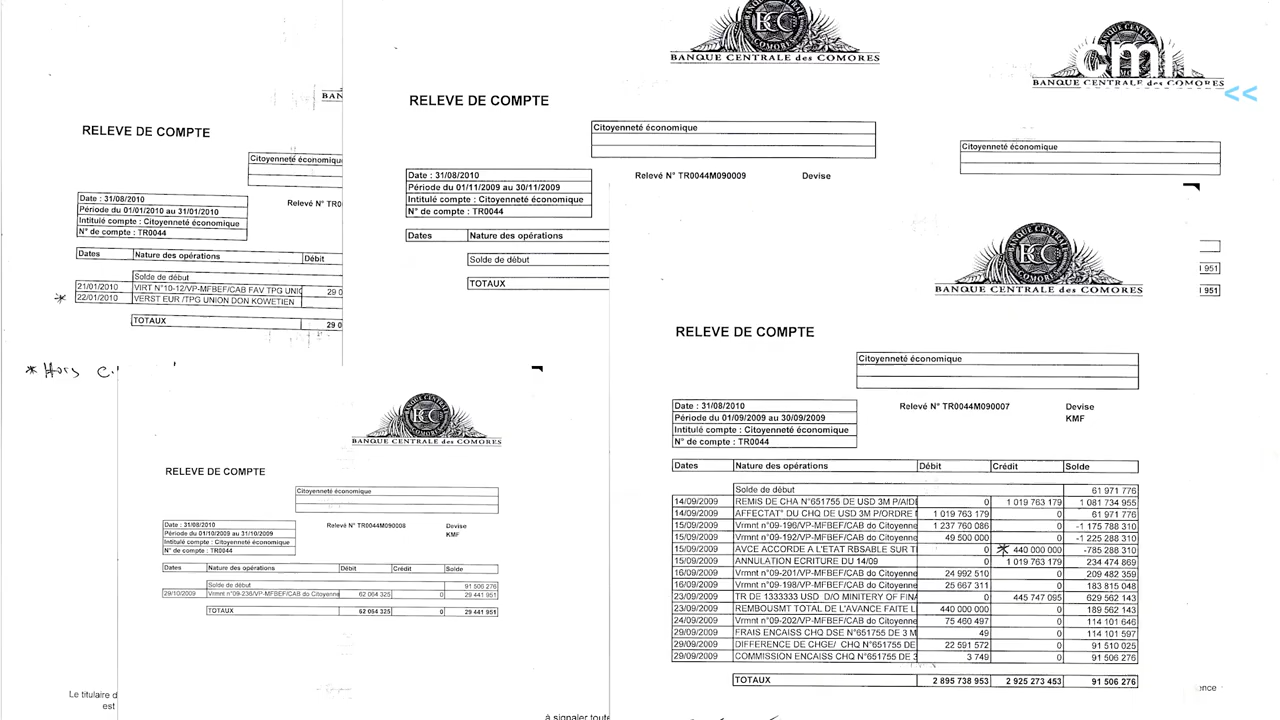 BANQUE CENTRALE des COMORES
RELEVE DE COMPTE
Citoyenneté économique
Date : 31/08/2010
Période du 01/01/2010 au 31/01/2010
Intitulé compte : Citoyenneté économique
N° de compte : TR0044
Relevé N° TR0
Dates Nature des opérations Débit
Solde de début
21/01/2010 VIRT N°10-12/VP-MFBEF/CAB FAV TPG UNIO 29 0
22/01/2010 VERST EUR /TPG UNION DON KOWETIEN
TOTAUX 29 0
* Hors
BANQUE CENTRALE des COMORES
RELEVE DE COMPTE
Citoyenneté économique
Date : 31/08/2010
Période du 01/11/2009 au 30/11/2009
Intitulé compte : Citoyenneté économique
N° de compte : TR0044
Relevé N° TR0044M090009 Devise
Dates Nature des opérations
Solde de début
TOTAUX
cmi
<<
BANQUE CENTRALE des COMORES
Citoyenneté économique
1 951
1 951
BANQUE CENTRALE des COMORES
RELEVE DE COMPTE
Citoyenneté économique
Date : 31/08/2010
Période du 01/10/2009 au 31/10/2009
Intitulé compte : Citoyenneté économique
N° de compte : TR0044
Relevé N° TR0044M090008 Devise
KMF
Dates Nature des opérations Débit Crédit Solde
Solde de début 91 506 276
29/10/2009 Vrmnt n°09-236/VP-MFBEF/CAB do Citoyenne 62 064 325 0 29 441 951
TOTAUX 62 064 325 0 29 441 951
BANQUE CENTRALE des COMORES
RELEVE DE COMPTE
Citoyenneté économique
Date : 31/08/2010
Période du 01/09/2009 au 30/09/2009
Intitulé compte : Citoyenneté économique
N° de compte : TR0044
Relevé N° TR0044M090007 Devise
KMF
Dates Nature des opérations Débit Crédit Solde
Solde de début 61 971 776
14/09/2009 REMIS DE CHA N°651755 DE USD 3M P/AIDE 0 1 019 763 179 1 081 734 955
14/09/2009 AFFECTAT° DU CHQ DE USD 3M P/ORDRE 1 019 763 179 0 61 971 776
15/09/2009 Vrmnt n°09-196/VP-MFBEF/CAB do Citoyenne 1 237 760 086 0 -1 175 788 310
15/09/2009 Vrmnt n°09-192/VP-MFBEF/CAB do Citoyenne 49 500 000 0 -1 225 288 310
15/09/2009 AVCE ACCORDE A L'ETAT RBSABLE SUR T 0 * 440 000 000 -785 288 310
15/09/2009 ANNULATION ECRITURE DU 14/09 0 1 019 763 179 234 474 869
16/09/2009 Vrmnt n°09-201/VP-MFBEF/CAB do Citoyenne 24 992 510 0 209 482 359
16/09/2009 Vrmnt n°09-198/VP-MFBEF/CAB do Citoyenne 25 667 311 0 183 815 048
23/09/2009 TR DE 1333333 USD D/O MINITERY OF FINA 0 445 747 095 629 562 143
23/09/2009 REMBOUSMT TOTAL DE L'AVANCE FAITE L 440 000 000 0 189 562 143
24/09/2009 Vrmnt n°09-202/VP-MFBEF/CAB do Citoyenne 75 460 497 0 114 101 646
29/09/2009 FRAIS ENCAISS CHQ DSE N°651755 DE 3 M 49 0 114 101 597
29/09/2009 DIFFERENCE DE CHGE/ CHQ N°651755 DE 22 591 572 0 91 510 025
29/09/2009 COMMISSION ENCAISS CHQ N°651755 DE 3 3 749 0 91 506 276
TOTAUX 2 895 738 953 2 925 273 453 91 506 276
Le titulaire d
est
à signaler toute
ence